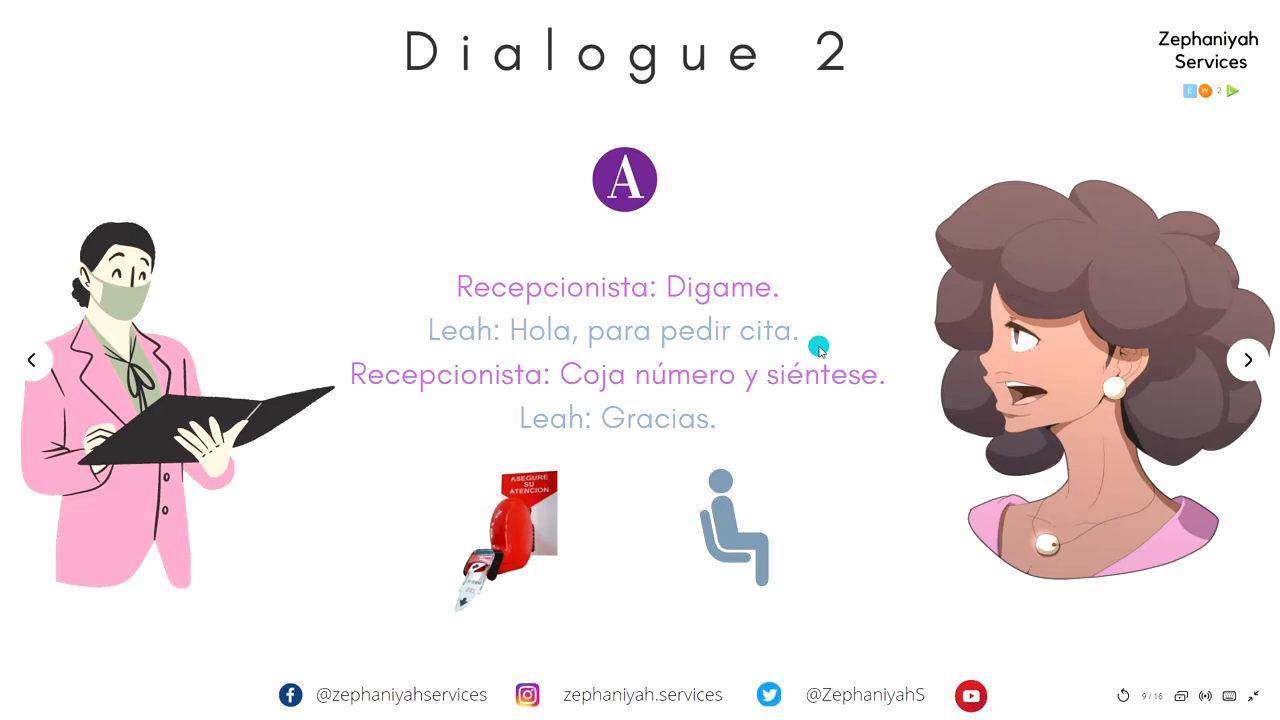 Dialogue 2
Zephaniyah
Services
E W 2 L
A
Recepcionista: Digame.
Leah: Hola, para pedir cita.
Recepcionista: Coja número y siéntese.
Leah: Gracias.
ASEGURE
SU
ATENCION
@zephaniyahservices
zephaniyah.services
@ZephaniyahS
9 / 16